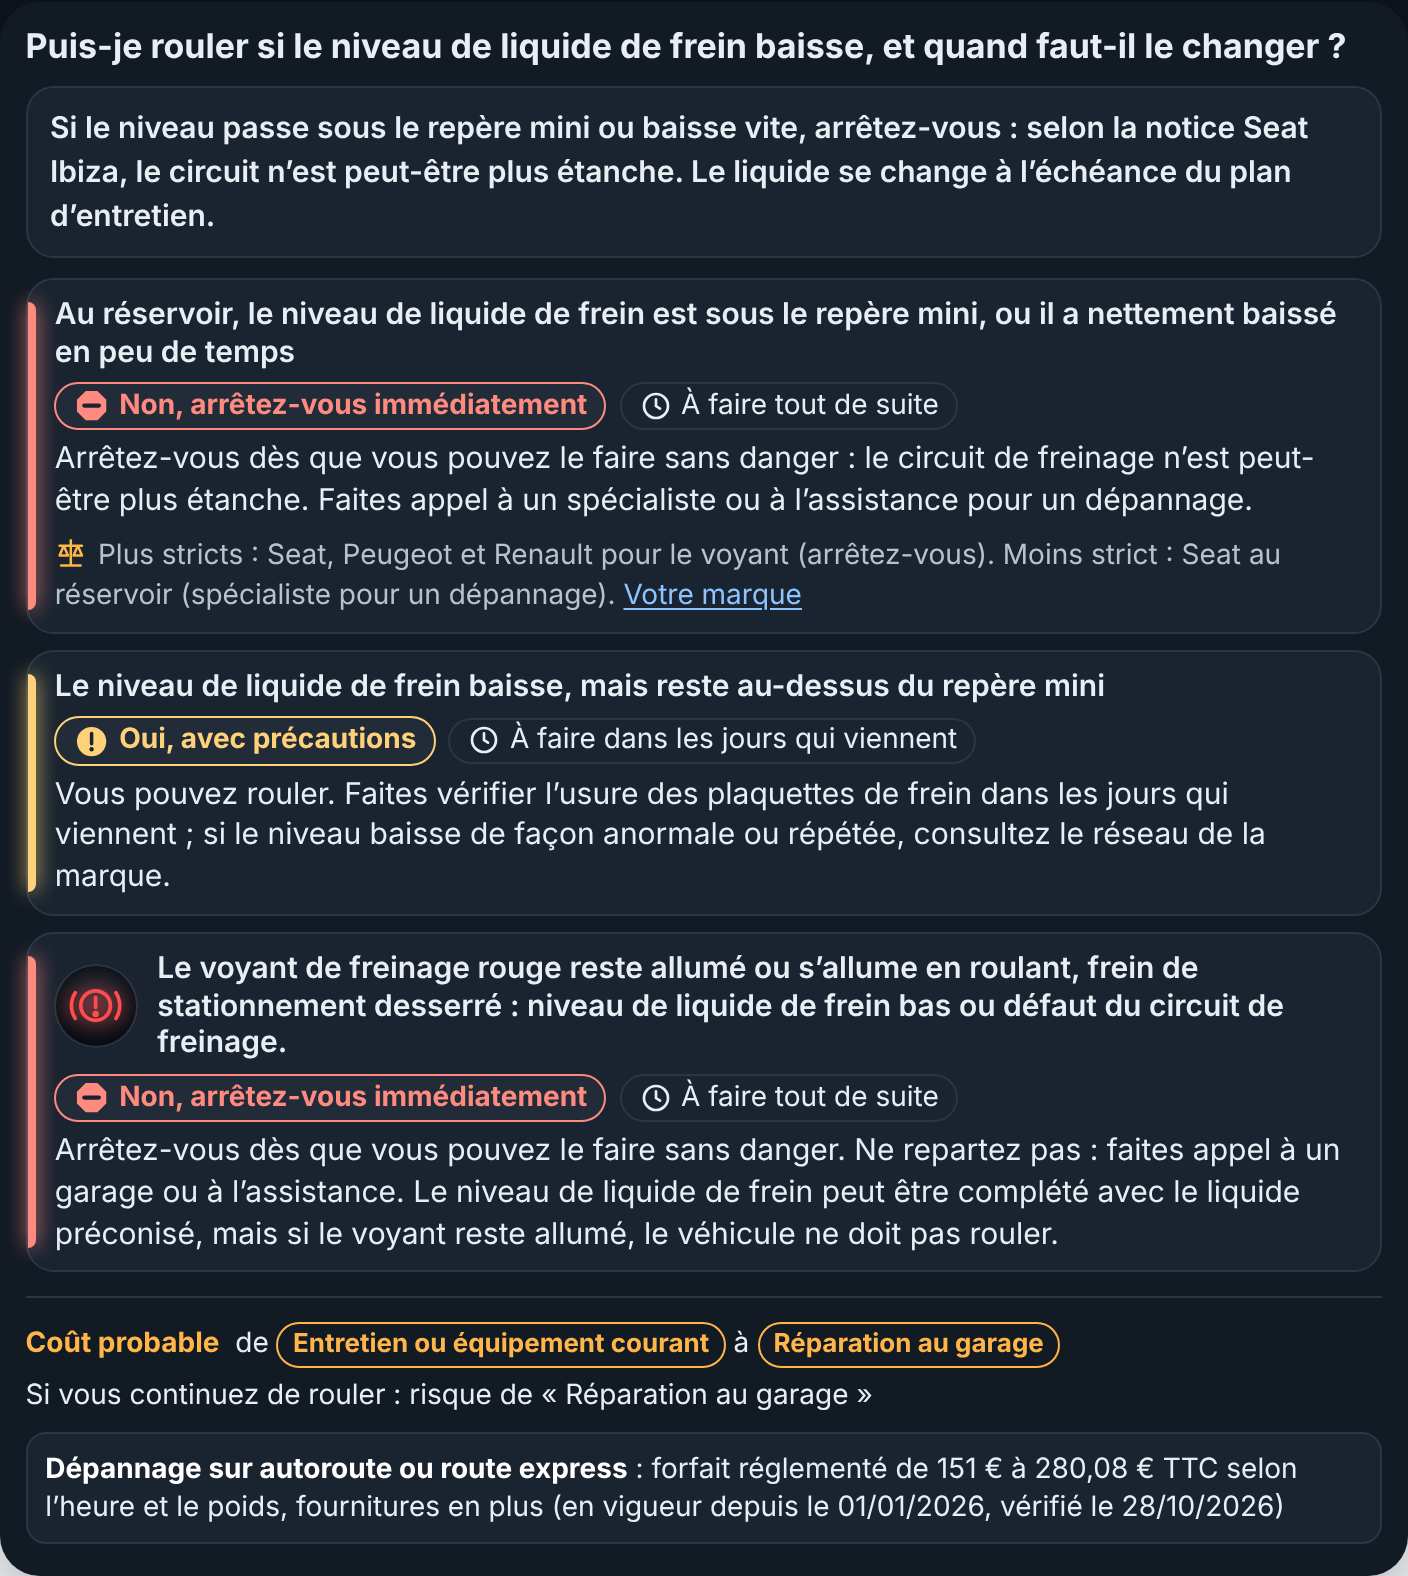 Puis-je rouler si le niveau de liquide de frein baisse, et quand faut-il le changer ?
Si le niveau passe sous le repère mini ou baisse vite, arrêtez-vous : selon la notice Seat
Ibiza, le circuit n’est peut-être plus étanche. Le liquide se change à l’échéance du plan
d’entretien.
Au réservoir, le niveau de liquide de frein est sous le repère mini, ou il a nettement baissé
en peu de temps
Non, arrêtez-vous immédiatement À faire tout de suite
Arrêtez-vous dès que vous pouvez le faire sans danger : le circuit de freinage n’est peut-
être plus étanche. Faites appel à un spécialiste ou à l’assistance pour un dépannage.
Plus stricts : Seat, Peugeot et Renault pour le voyant (arrêtez-vous). Moins strict : Seat au
réservoir (spécialiste pour un dépannage). Votre marque
Le niveau de liquide de frein baisse, mais reste au-dessus du repère mini
Oui, avec précautions À faire dans les jours qui viennent
Vous pouvez rouler. Faites vérifier l’usure des plaquettes de frein dans les jours qui
viennent ; si le niveau baisse de façon anormale ou répétée, consultez le réseau de la
marque.
Le voyant de freinage rouge reste allumé ou s’allume en roulant, frein de
stationnement desserré : niveau de liquide de frein bas ou défaut du circuit de
freinage.
Non, arrêtez-vous immédiatement À faire tout de suite
Arrêtez-vous dès que vous pouvez le faire sans danger. Ne repartez pas : faites appel à un
garage ou à l’assistance. Le niveau de liquide de frein peut être complété avec le liquide
préconisé, mais si le voyant reste allumé, le véhicule ne doit pas rouler.
Coût probable de Entretien ou équipement courant à Réparation au garage
Si vous continuez de rouler : risque de « Réparation au garage »
Dépannage sur autoroute ou route express : forfait réglementé de 151 € à 280,08 € TTC selon
l’heure et le poids, fournitures en plus (en vigueur depuis le 01/01/2026, vérifié le 28/10/2026)